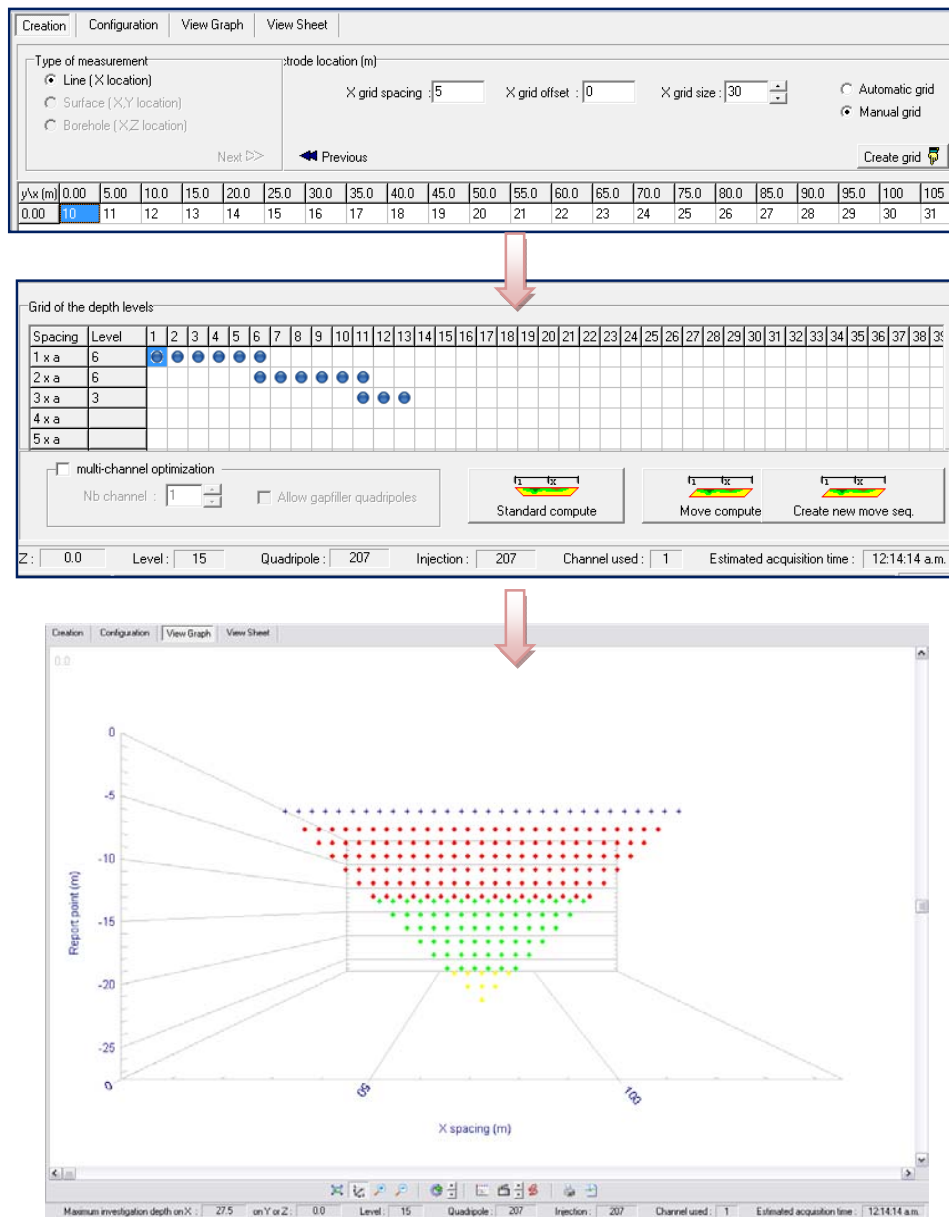 Creation Configuration View Graph View Sheet
Type of measurement
Line (X location)
Surface (X,Y location)
Borehole (X,Z location)
Next >>
ctrode location (m)
X grid spacing : 5 X grid offset : 0 X grid size : 30
Automatic grid
Manual grid
Previous
Create grid
y\x (m) 0.00 5.00 10.0 15.0 20.0 25.0 30.0 35.0 40.0 45.0 50.0 55.0 60.0 65.0 70.0 75.0 80.0 85.0 90.0 95.0 100 105
0.00 10 11 12 13 14 15 16 17 18 19 20 21 22 23 24 25 26 27 28 29 30 31
Grid of the depth levels
Spacing Level 1 2 3 4 5 6 7 8 9 10 11 12 13 14 15 16 17 18 19 20 21 22 23 24 25 26 27 28 29 30 31 32 33 34 35 36 37 38 39
1 x a 6
2 x a 6
3 x a 3
4 x a
5 x a
multi-channel optimization
Nb channel : 1 Allow gapfiller quadripoles
1 x
Standard compute
1 x
Move compute
1 x
Create new move seq.
Z : 0.0 Level : 15 Quadripole : 207 Injection : 207 Channel used : 1 Estimated acquisition time : 12:14:14 a.m.
Creation Configuration View Graph View Sheet
0.0
0
-5
-10
-15
-20
-25
0
Report point (m)
50
100
X spacing (m)
Maximum investigation depth on X : 27.5 on Y or Z : 0.0 Level : 15 Quadripole : 207 Injection : 207 Channel used : 1 Estimated acquisition time : 12:14:14 a.m.